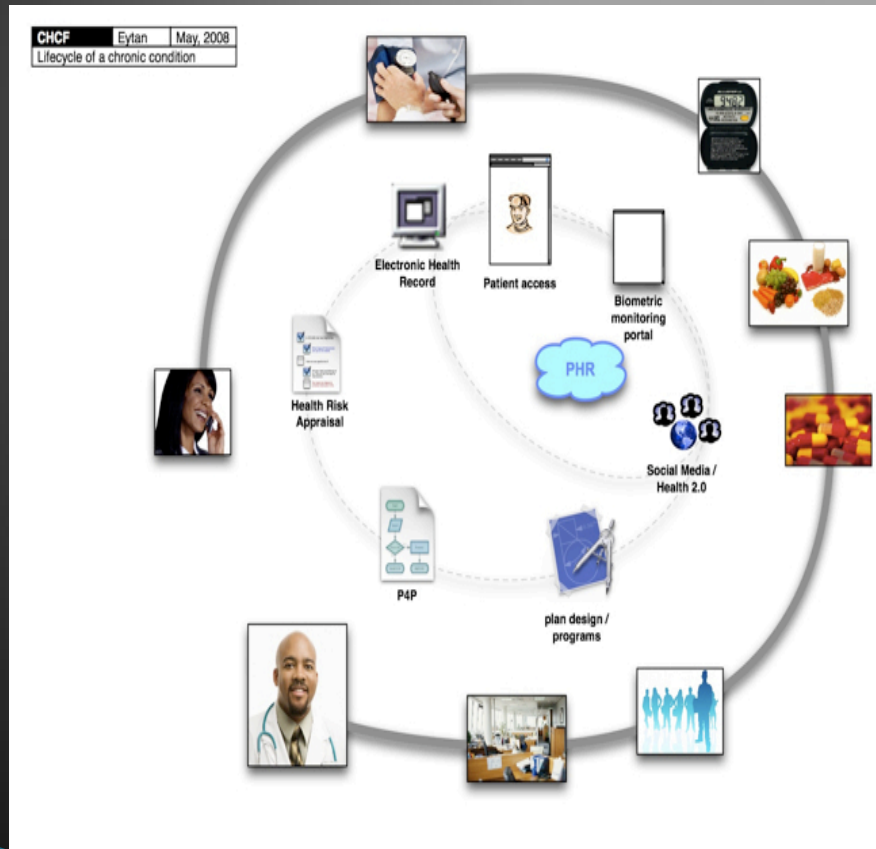 CHCF Eytan May, 2008
Lifecycle of a chronic condition
Electronic Health
Record
Patient access
Biometric
monitoring
portal
PHR
Health Risk
Appraisal
Social Media /
Health 2.0
P4P
plan design /
programs